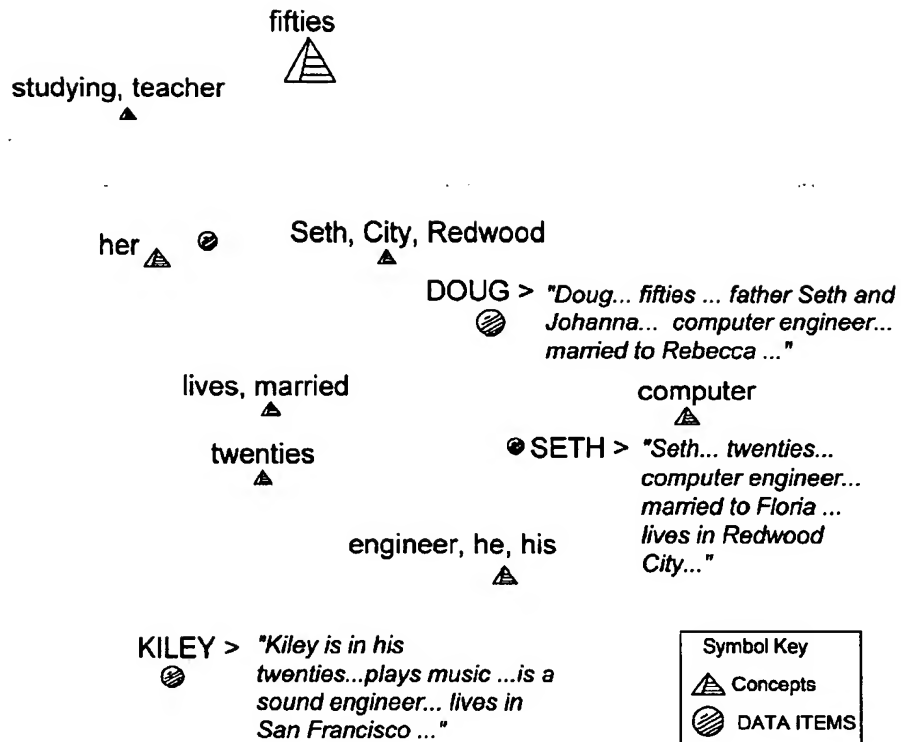 fifties
studying, teacher
her
Seth, City, Redwood
DOUG > "Doug... fifties ... father Seth and
Johanna... computer engineer...
married to Rebecca ..."
lives, married
computer
twenties
SETH > "Seth... twenties...
computer engineer...
married to Floria ...
lives in Redwood
City..."
engineer, he, his
KILEY > "Kiley is in his
twenties...plays music ...is a
sound engineer... lives in
San Francisco ..."
Symbol Key
Concepts
DATA ITEMS